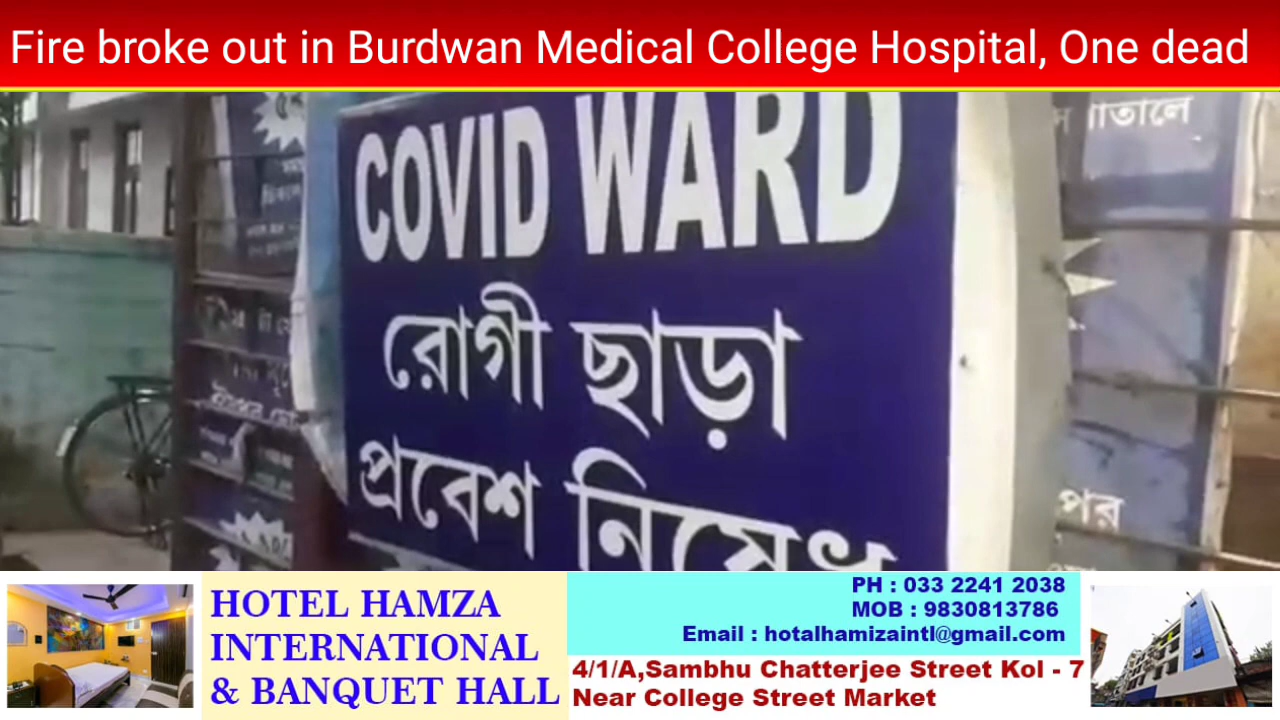 Fire broke out in Burdwan Medical College Hospital, One dead
COVID WARD
রোগী ছাড়া
প্রবেশ নিষেধ
পর
HOTEL HAMZA
INTERNATIONAL
& BANQUET HALL
PH : 033 2241 2038
MOB : 9830813786
Email : hotalhamizaintl@gmail.com
4/1/A,Sambhu Chatterjee Street Kol - 7
Near College Street Market